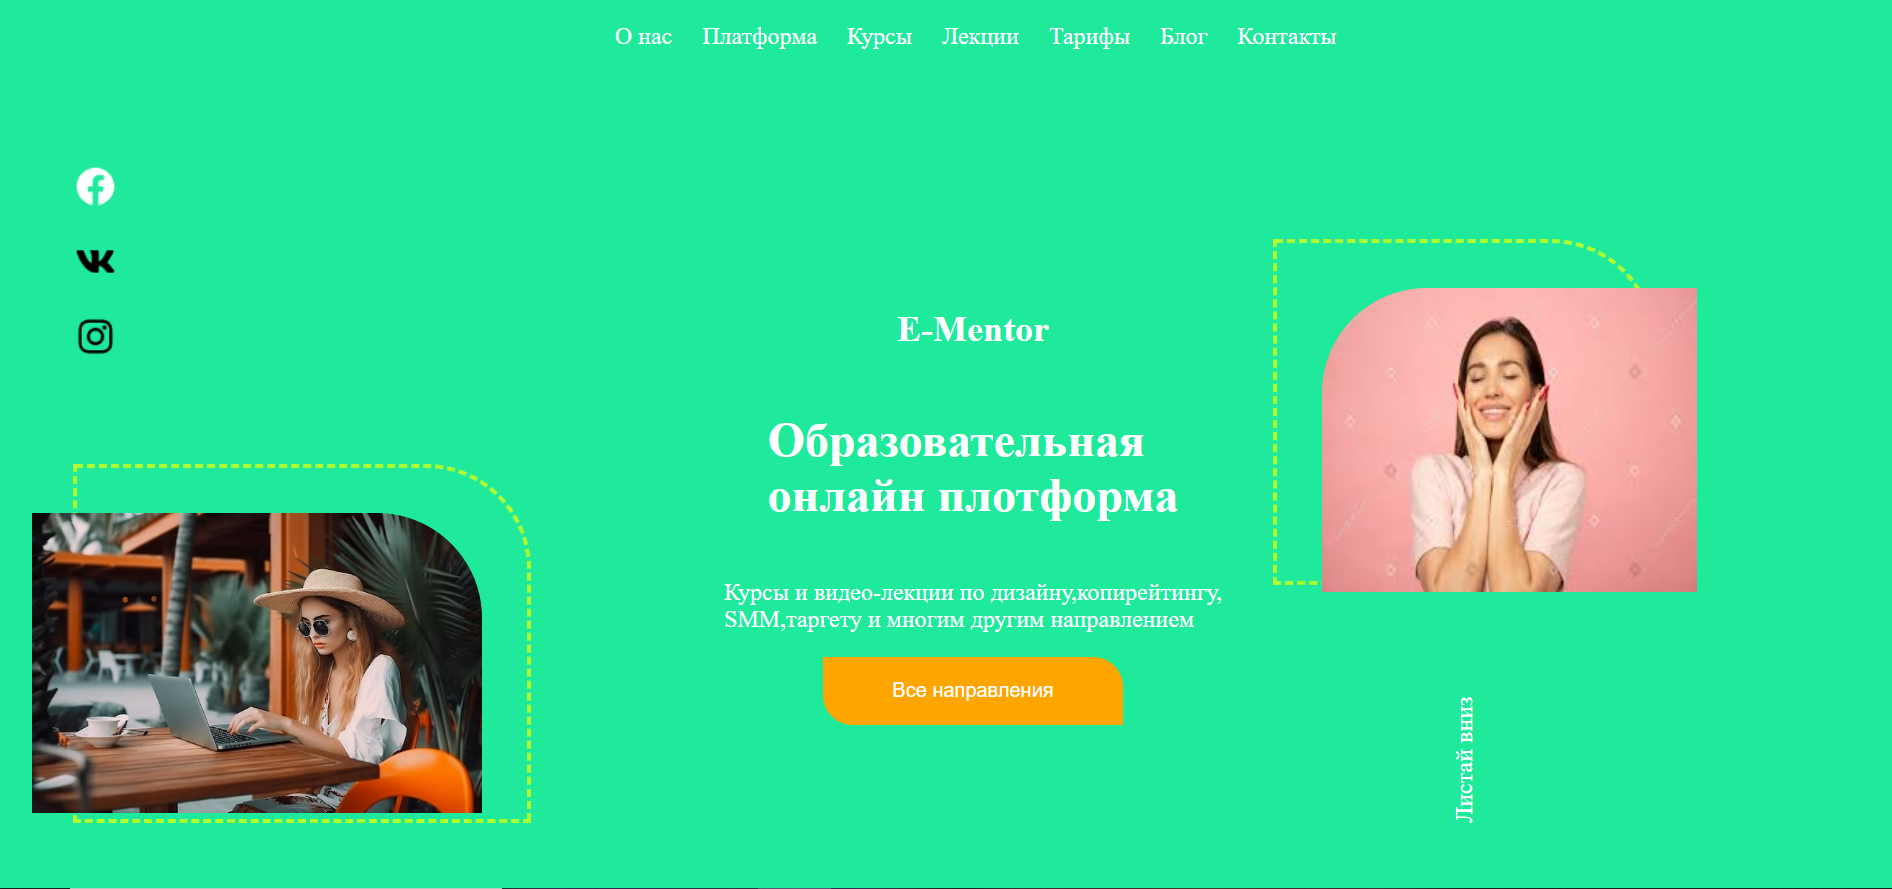 О нас Платформа Курсы Лекции Тарифы Блог Контакты
E-Mentor
Образовательная
онлайн плотформа
Курсы и видео-лекции по дизайну,копирейтингу,
SMM,таргету и многим другим направлением
Все направления
Листай вниз